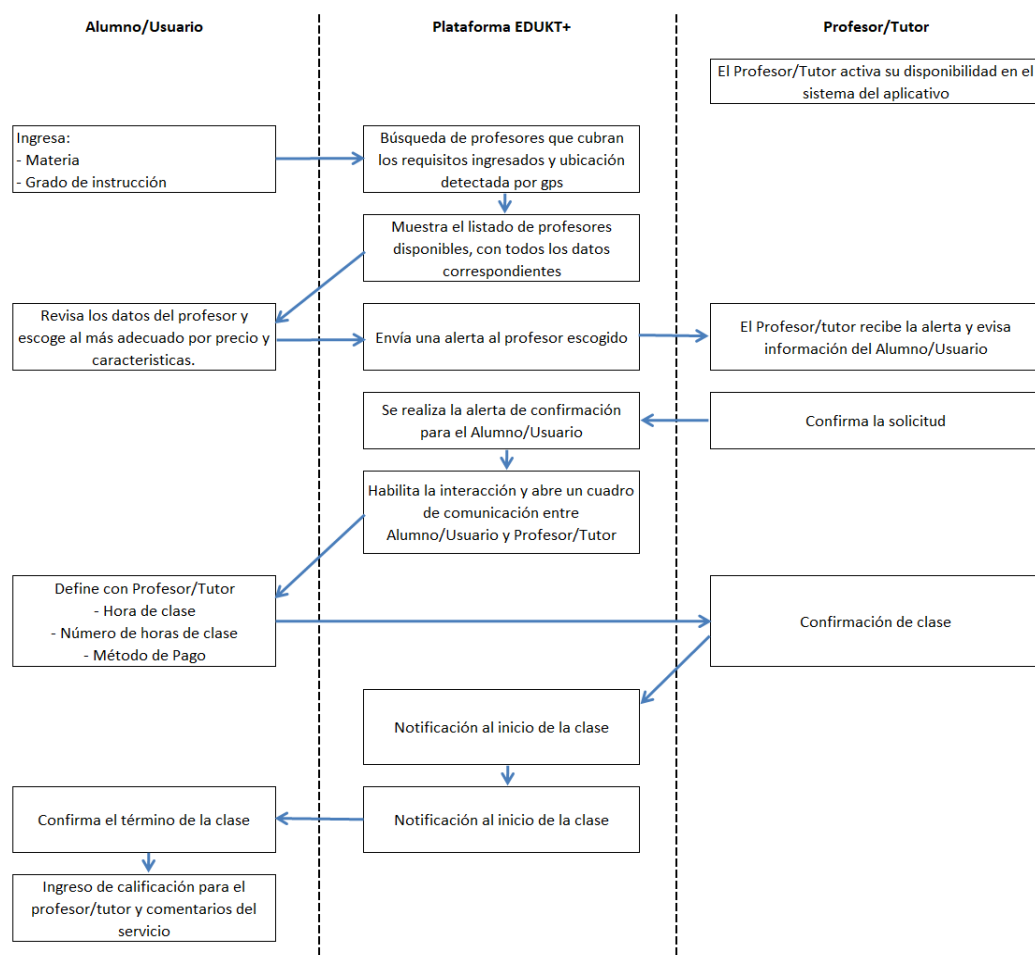 Alumno/Usuario
Plataforma EDUKT+
Profesor/Tutor
El Profesor/Tutor activa su disponibilidad en el
sistema del aplicativo
Ingresa:
- Materia
- Grado de instrucción
Búsqueda de profesores que cubran
los requisitos ingresados y ubicación
detectada por gps
Muestra el listado de profesores
disponibles, con todos los datos
correspondientes
Revisa los datos del profesor y
escoge al más adecuado por precio y
caracteristicas.
Envía una alerta al profesor escogido
El Profesor/tutor recibe la alerta y evisa
información del Alumno/Usuario
Se realiza la alerta de confirmación
para el Alumno/Usuario
Confirma la solicitud
Habilita la interacción y abre un cuadro
de comunicación entre
Alumno/Usuario y Profesor/Tutor
Define con Profesor/Tutor
- Hora de clase
- Número de horas de clase
- Método de Pago
Confirmación de clase
Notificación al inicio de la clase
Confirma el término de la clase
Notificación al inicio de la clase
Ingreso de calificación para el
profesor/tutor y comentarios del
servicio